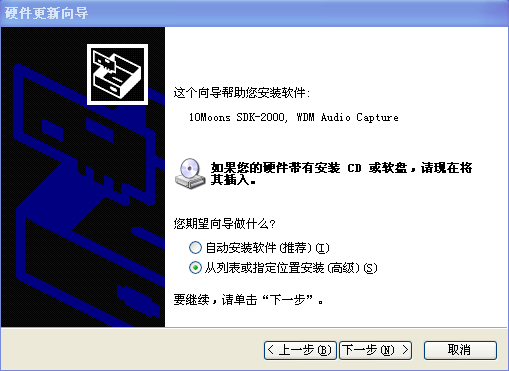 硬件更新向导
这个向导帮助您安装软件:
10Moons SDK-2000, WDM Audio Capture
如果您的硬件带有安装 CD 或软盘，请现在将
其插入。
您期望向导做什么?
自动安装软件(推荐)(I)
从列表或指定位置安装(高级)(S)
要继续，请单击“下一步”。
< 上一步(B) 下一步(N) > 取消